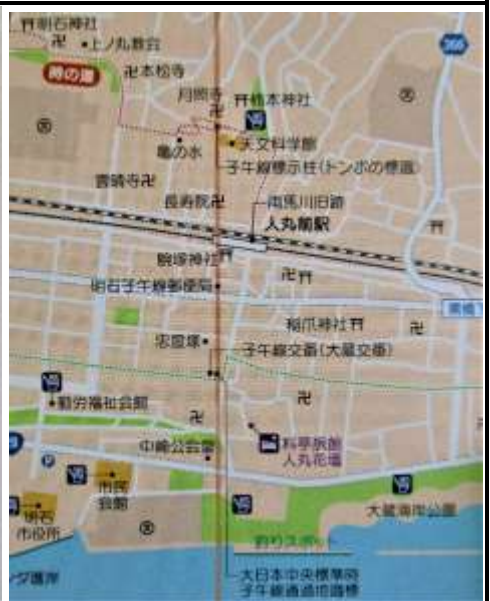 明石神社
上ノ丸教会
本松寺
時の道
月照寺
柿本神社
366
亀の水
天文科学館
子午線標示柱(トンボの標識)
雲晴寺
長寿院
両馬川旧跡
人丸前駅
腕塚神社
明石子午線郵便局
稲爪神社
忠度塚
子午線交番(大蔵交番)
勤労福祉会館
中崎公会堂
料亭旅館
人丸花壇
市民
会館
明石
市役所
大蔵海岸公園
釣りスポット
大日本中央標準時
子午線通過地識標